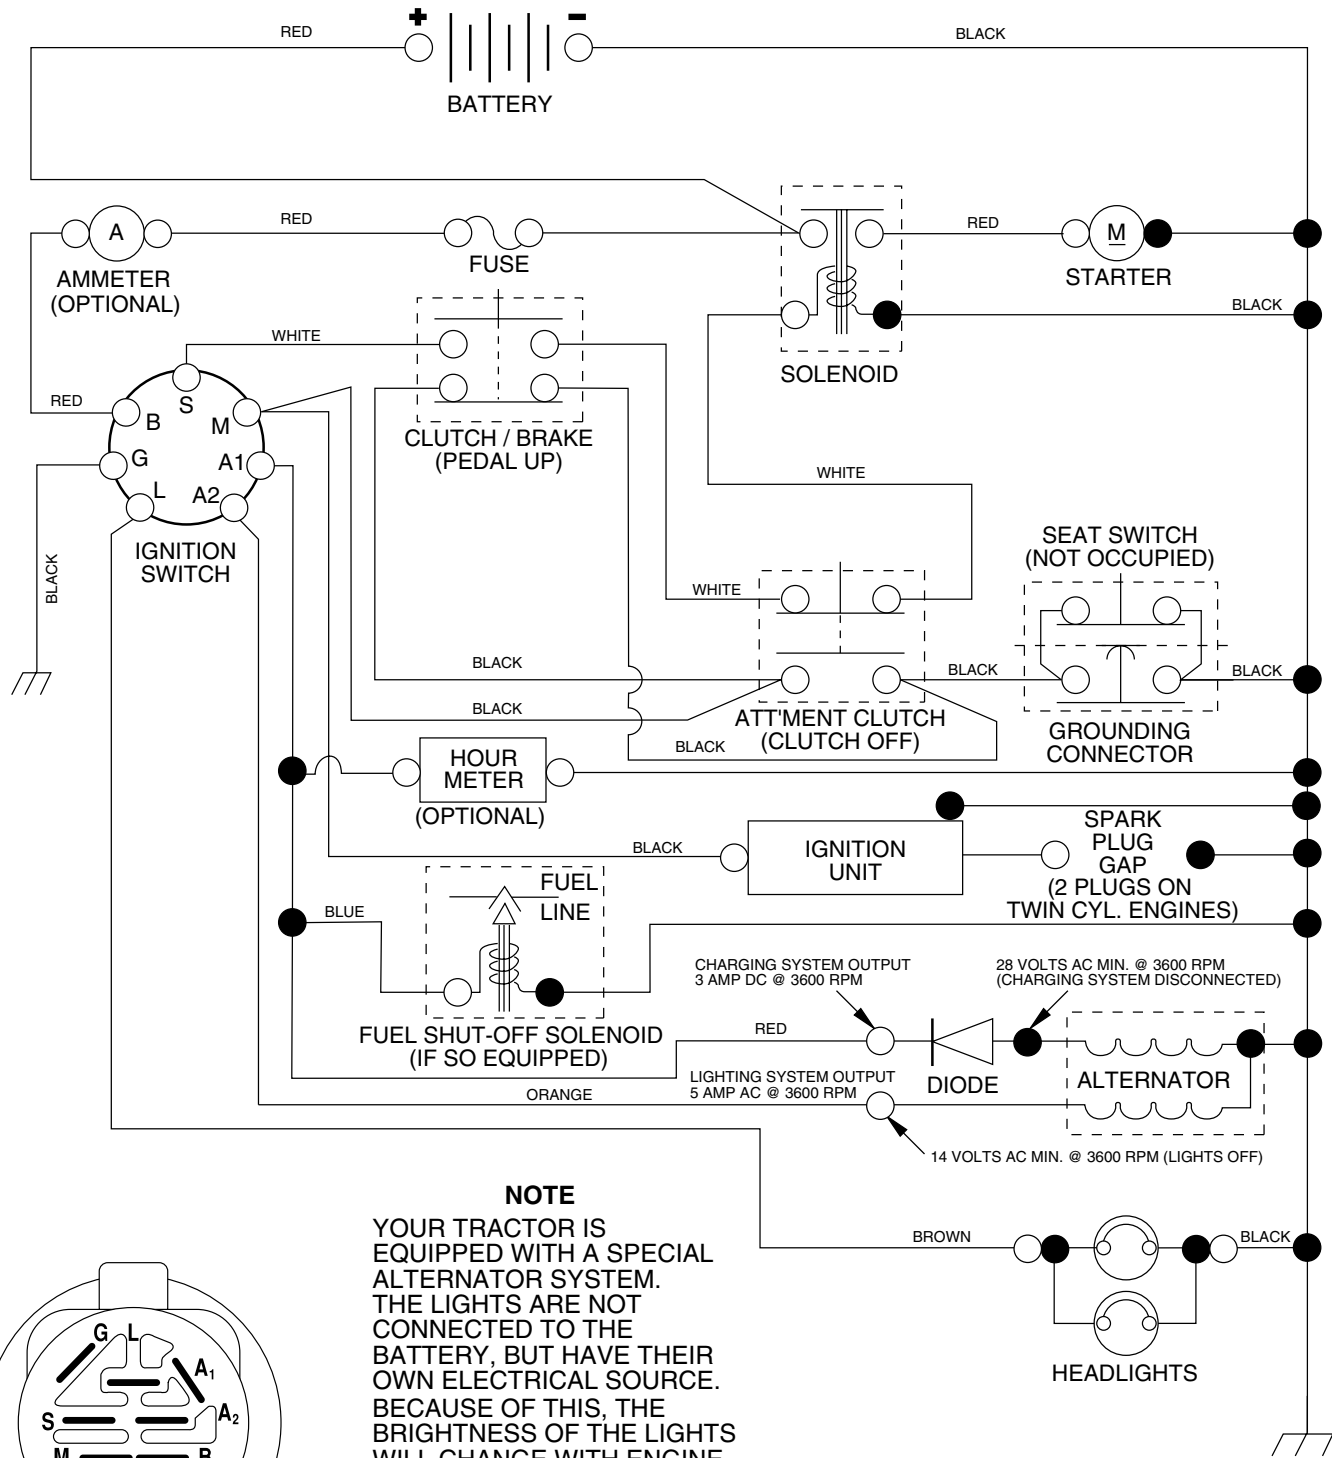 + -
RED
BLACK
BATTERY
A
RED
RED
M
FUSE
STARTER
AMMETER
(OPTIONAL)
BLACK
WHITE
SOLENOID
S
RED
B
M
CLUTCH / BRAKE
(PEDAL UP)
G
A1
WHITE
L
A2
SEAT SWITCH
(NOT OCCUPIED)
IGNITION
SWITCH
BLACK
WHITE
BLACK
BLACK
BLACK
BLACK
ATT'MENT CLUTCH
(CLUTCH OFF)
GROUNDING
CONNECTOR
BLACK
HOUR
METER
(OPTIONAL)
SPARK
PLUG
GAP
(2 PLUGS ON
TWIN CYL. ENGINES)
BLACK
IGNITION
UNIT
FUEL
LINE
BLUE
CHARGING SYSTEM OUTPUT
3 AMP DC @ 3600 RPM
28 VOLTS AC MIN. @ 3600 RPM
(CHARGING SYSTEM DISCONNECTED)
FUEL SHUT-OFF SOLENOID
(IF SO EQUIPPED)
RED
DIODE
ALTERNATOR
LIGHTING SYSTEM OUTPUT
5 AMP AC @ 3600 RPM
ORANGE
14 VOLTS AC MIN. @ 3600 RPM (LIGHTS OFF)
NOTE
YOUR TRACTOR IS
EQUIPPED WITH A SPECIAL
ALTERNATOR SYSTEM.
THE LIGHTS ARE NOT
CONNECTED TO THE
BATTERY, BUT HAVE THEIR
OWN ELECTRICAL SOURCE.
BECAUSE OF THIS, THE
BRIGHTNESS OF THE LIGHTS
WILL CHANGE WITH ENGINE
BROWN
BLACK
HEADLIGHTS
G L
A1
A2
S
M B